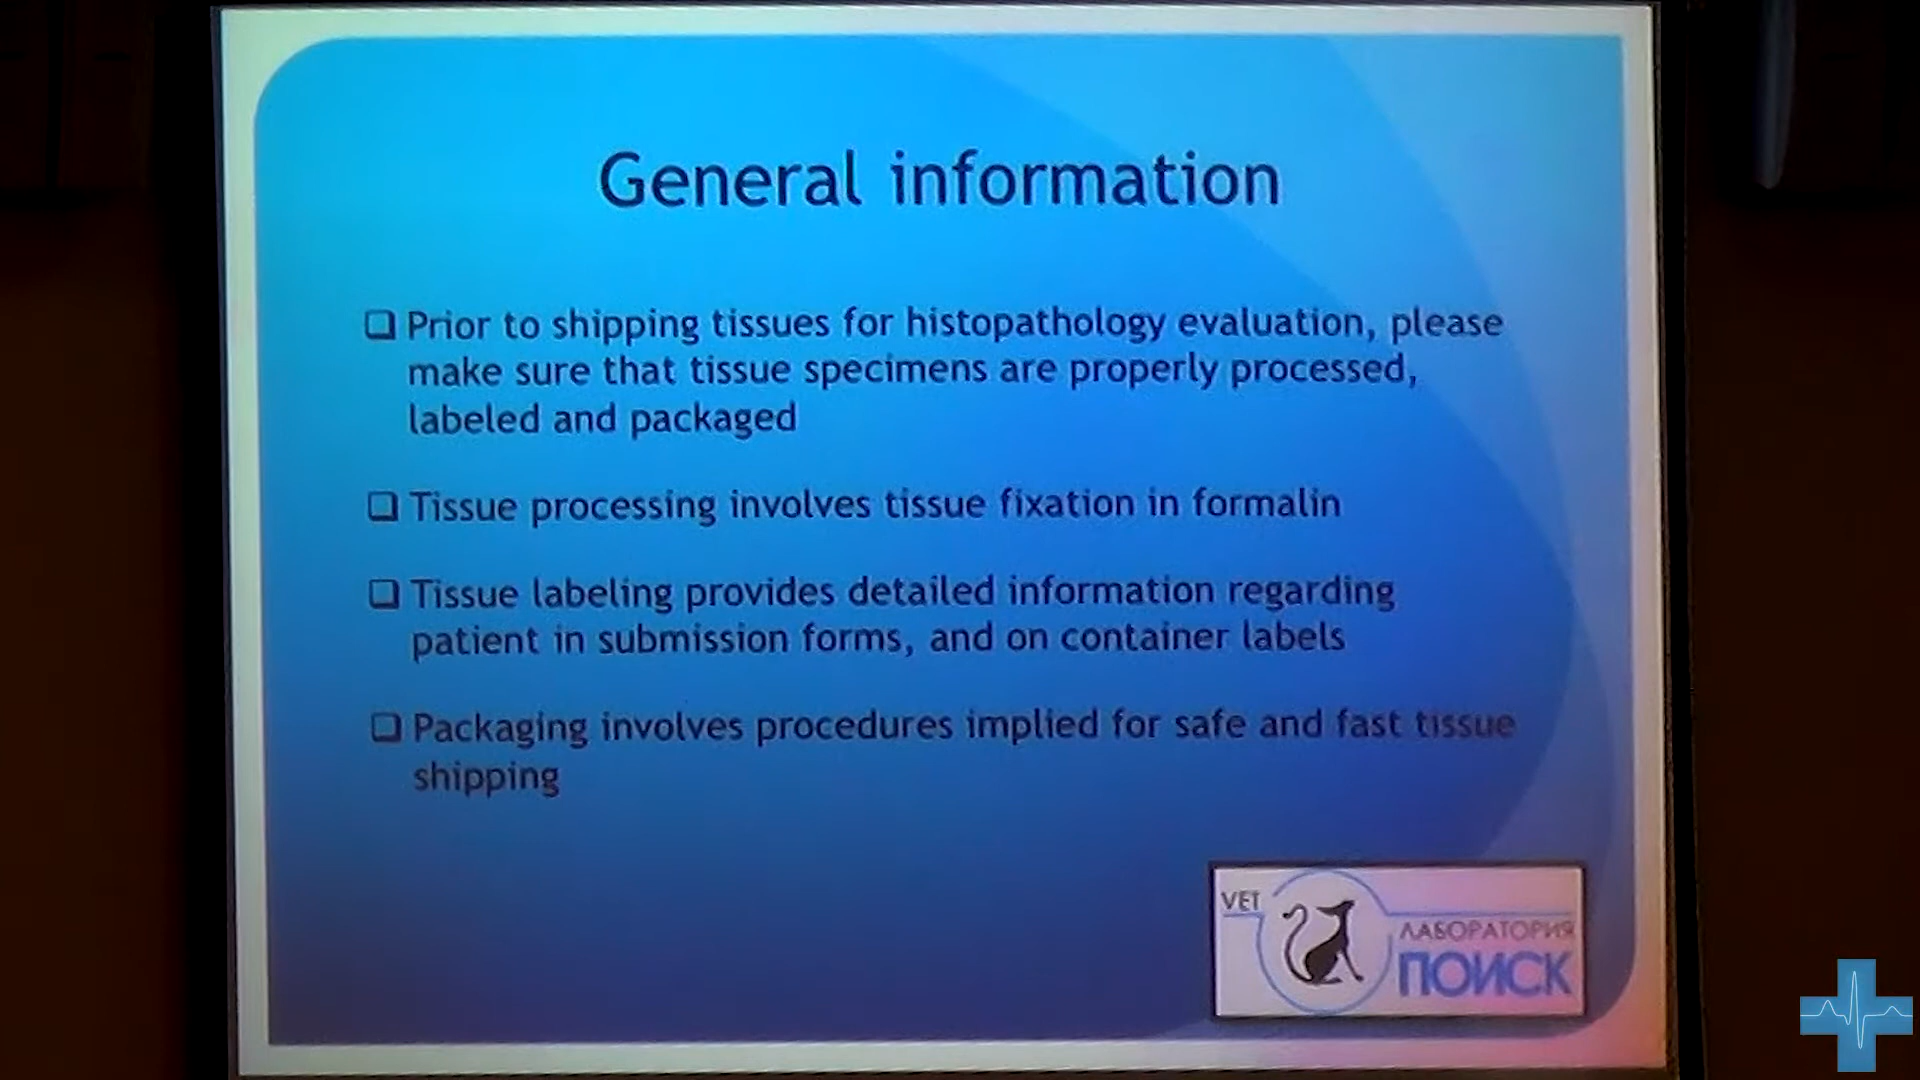 General information
❑ Prior to shipping tissues for histopathology evaluation, please
make sure that tissue specimens are properly processed,
labeled and packaged
❑ Tissue processing involves tissue fixation in formalin
❑ Tissue labeling provides detailed information regarding
patient in submission forms, and on container labels
❑ Packaging involves procedures implied for safe and fast tissue
shipping
VET
ЛАБОРАТОРИЯ
ПОИСК